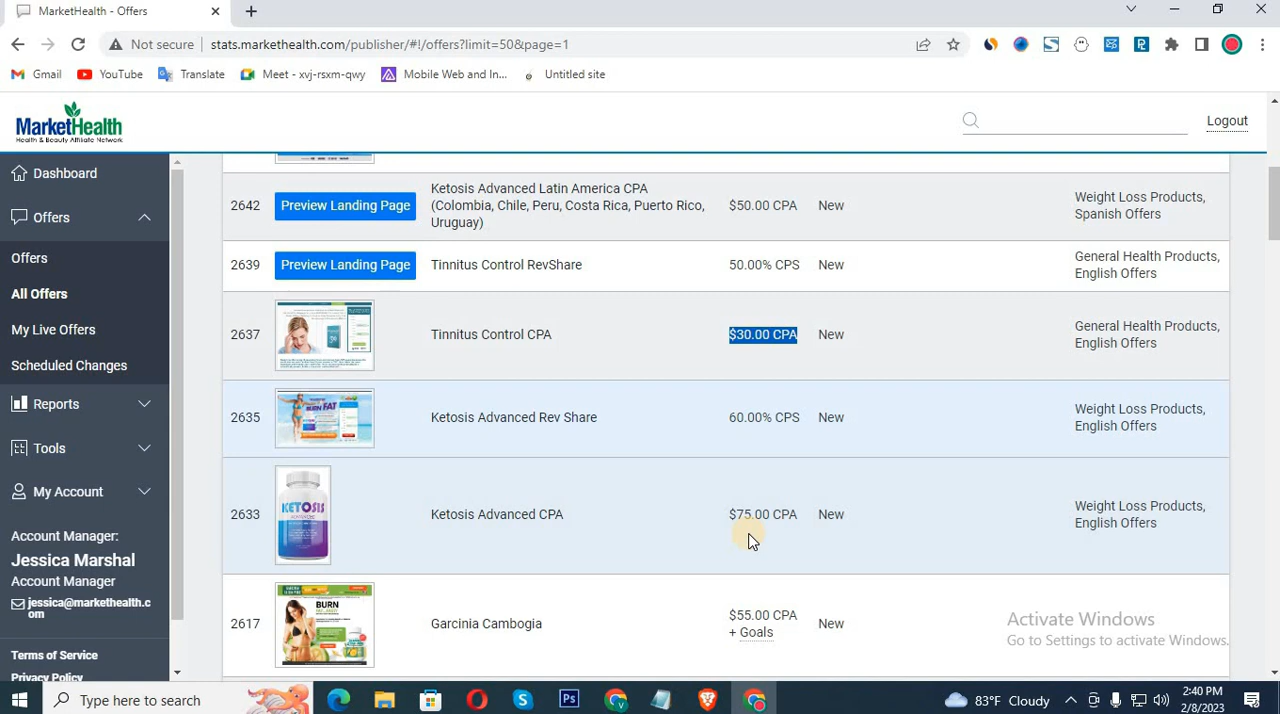 MarketHealth - Offers
Not secure
stats.markethealth.com/publisher/#!/offers?limit=50&page=1
Gmail
YouTube
Translate
Meet - xvj-rsxm-qwy
Mobile Web and In...
Untitled site
MarketHealth
Health & Beauty Affiliate Network
Logout
Dashboard
Offers
Offers
All Offers
My Live Offers
Scheduled Changes
Reports
Tools
My Account
Account Manager:
Jessica Marshal
Account Manager
jessica@markethealth.c
om
Terms of Service
Privacy Policy
2642
Preview Landing Page
Ketosis Advanced Latin America CPA
(Colombia, Chile, Peru, Costa Rica, Puerto Rico,
Uruguay)
$50.00 CPA
New
Weight Loss Products,
Spanish Offers
2639
Preview Landing Page
Tinnitus Control RevShare
50.00% CPS
New
General Health Products,
English Offers
2637
Tinnitus Control CPA
$30.00 CPA
New
General Health Products,
English Offers
2635
BURN
FAT
Ketosis Advanced Rev Share
60.00% CPS
New
Weight Loss Products,
English Offers
2633
KETOSIS
Ketosis Advanced CPA
$75.00 CPA
New
Weight Loss Products,
English Offers
2617
BURN
Garcinia Cambogia
$55.00 CPA
+ Goals
New
Activate Windows
Go to Settings to activate Windows.
Type here to search
83°F Cloudy
2:40 PM
2/8/2023